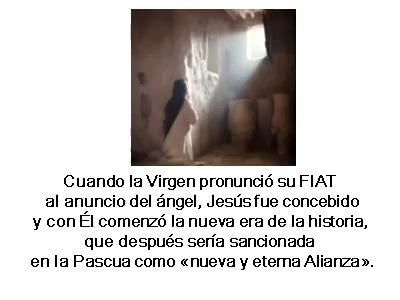 Cuando la Virgen pronunció su FIAT
al anuncio del ángel, Jesús fue concebido
y con Él comenzó la nueva era de la historia,
que después sería sancionada
en la Pascua como «nueva y eterna Alianza».